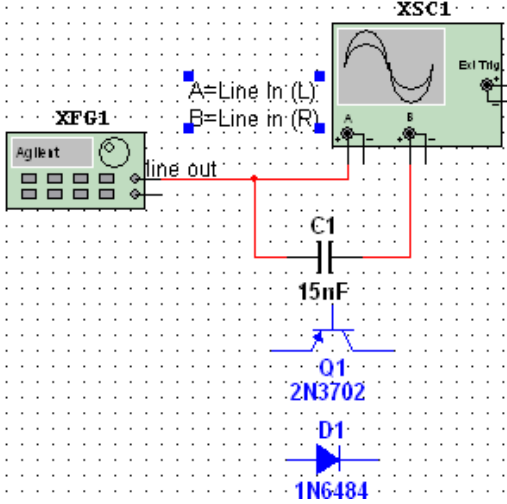 XSC1
Ext Trig
+
-
A=Line In (L)
B=Line in (R)
A
B
+ - + -
XFG1
Agilent
line out
C1
15nF
Q1
2N3702
D1
1N6484